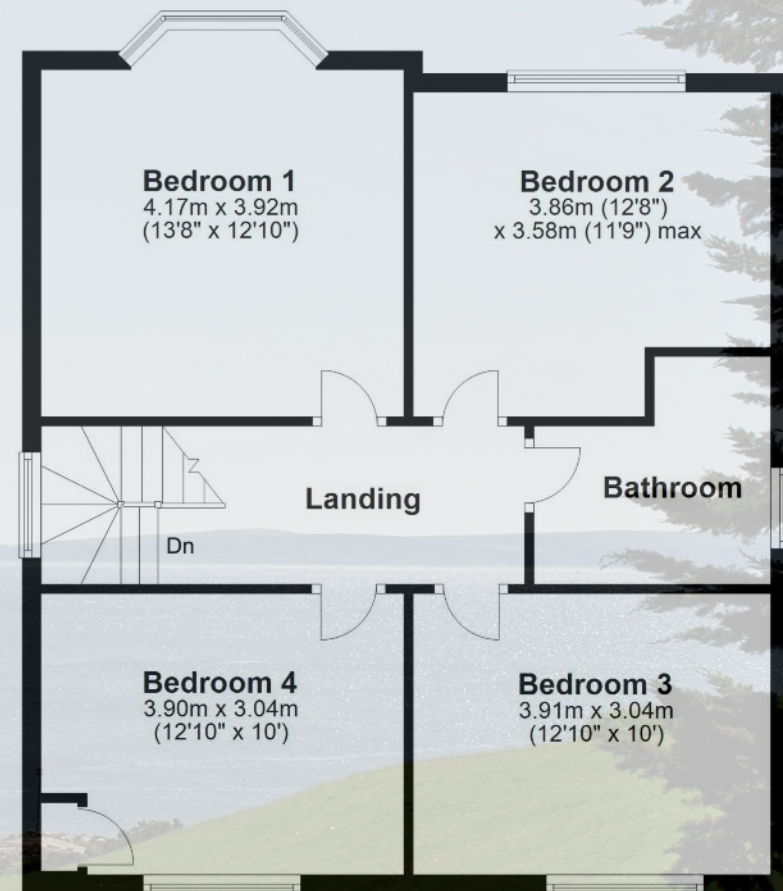 Bedroom 1
4.17m x 3.92m
(13'8" x 12'10")
Bedroom 2
3.86m (12'8")
x 3.58m (11'9") max
Landing
Bathroom
Dn
Bedroom 4
3.90m x 3.04m
(12'10" x 10')
Bedroom 3
3.91m x 3.04m
(12'10" x 10')